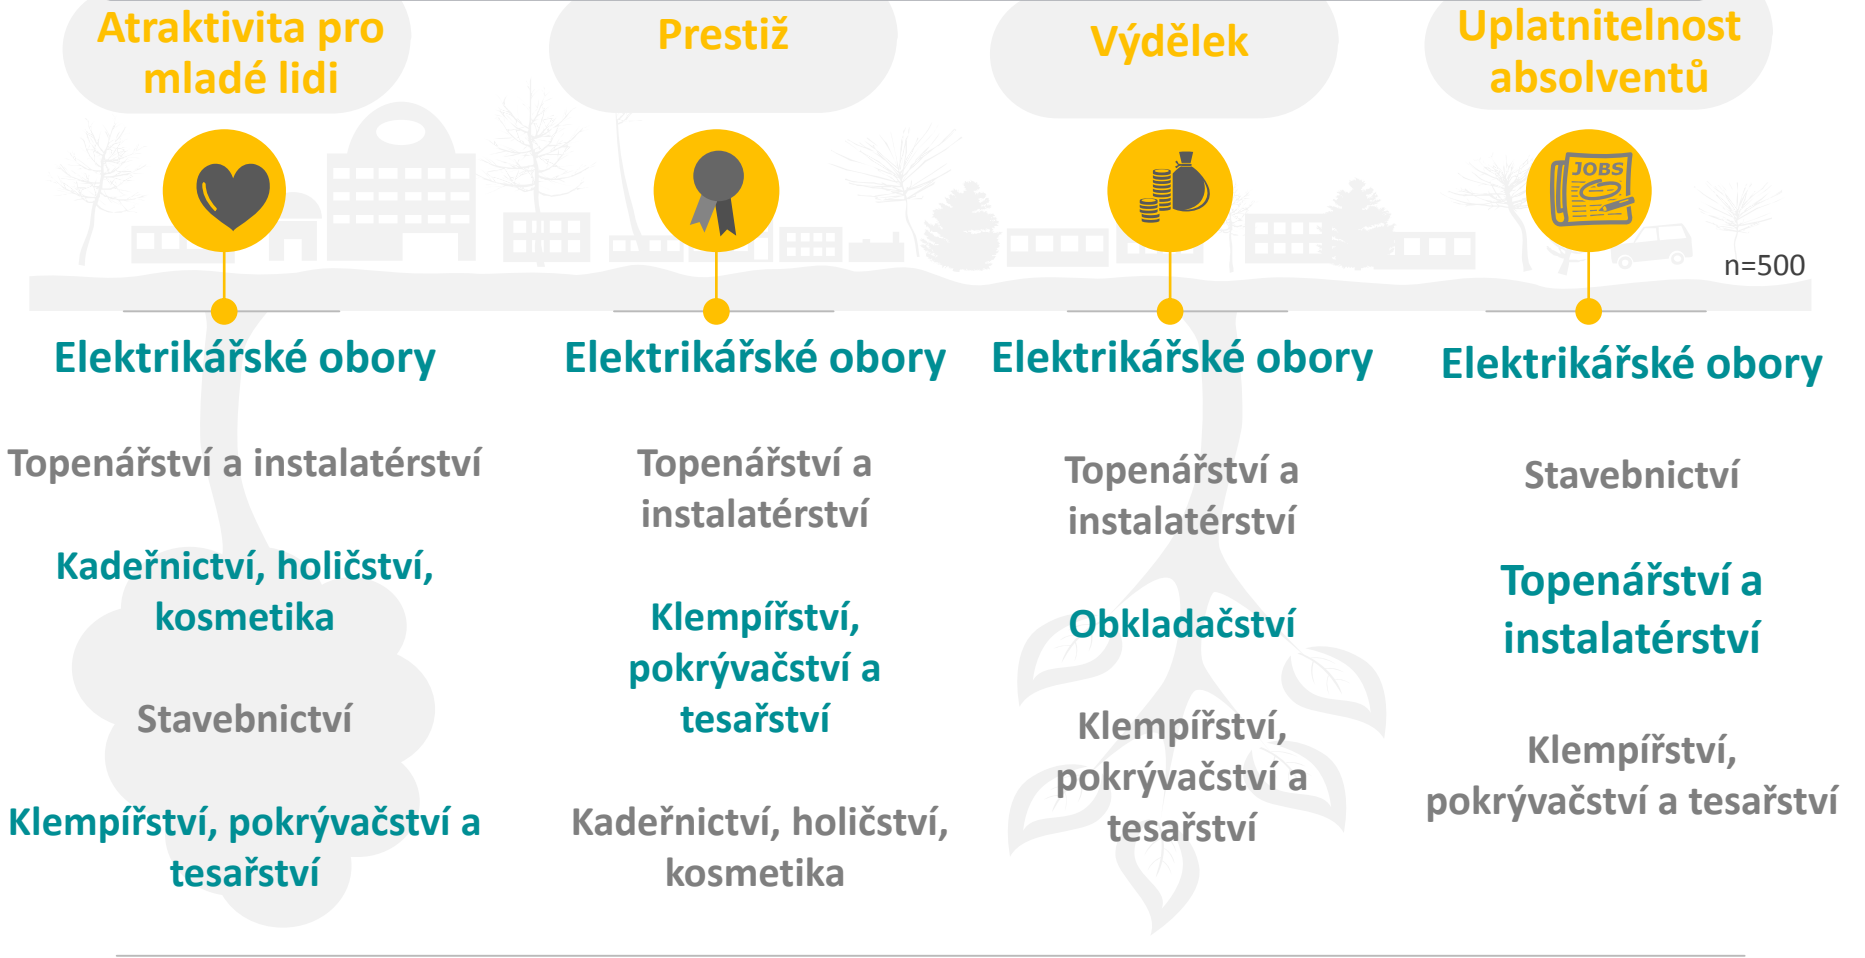 Atraktivita pro
mladé lidi
Prestiž
Výdělek
Uplatnitelnost
absolventů
JOBS
n=500
Elektrikářské obory
Topenářství a instalatérství
Kadeřnictví, holičství,
kosmetika
Stavebnictví
Klempířství, pokrývačství a
tesařství
Elektrikářské obory
Topenářství a
instalatérství
Klempířství,
pokrývačství a
tesařství
Kadeřnictví, holičství,
kosmetika
Elektrikářské obory
Topenářství a
instalatérství
Obkladačství
Klempířství,
pokrývačství a
tesařství
Elektrikářské obory
Stavebnictví
Topenářství a
instalatérství
Klempířství,
pokrývačství a tesařství